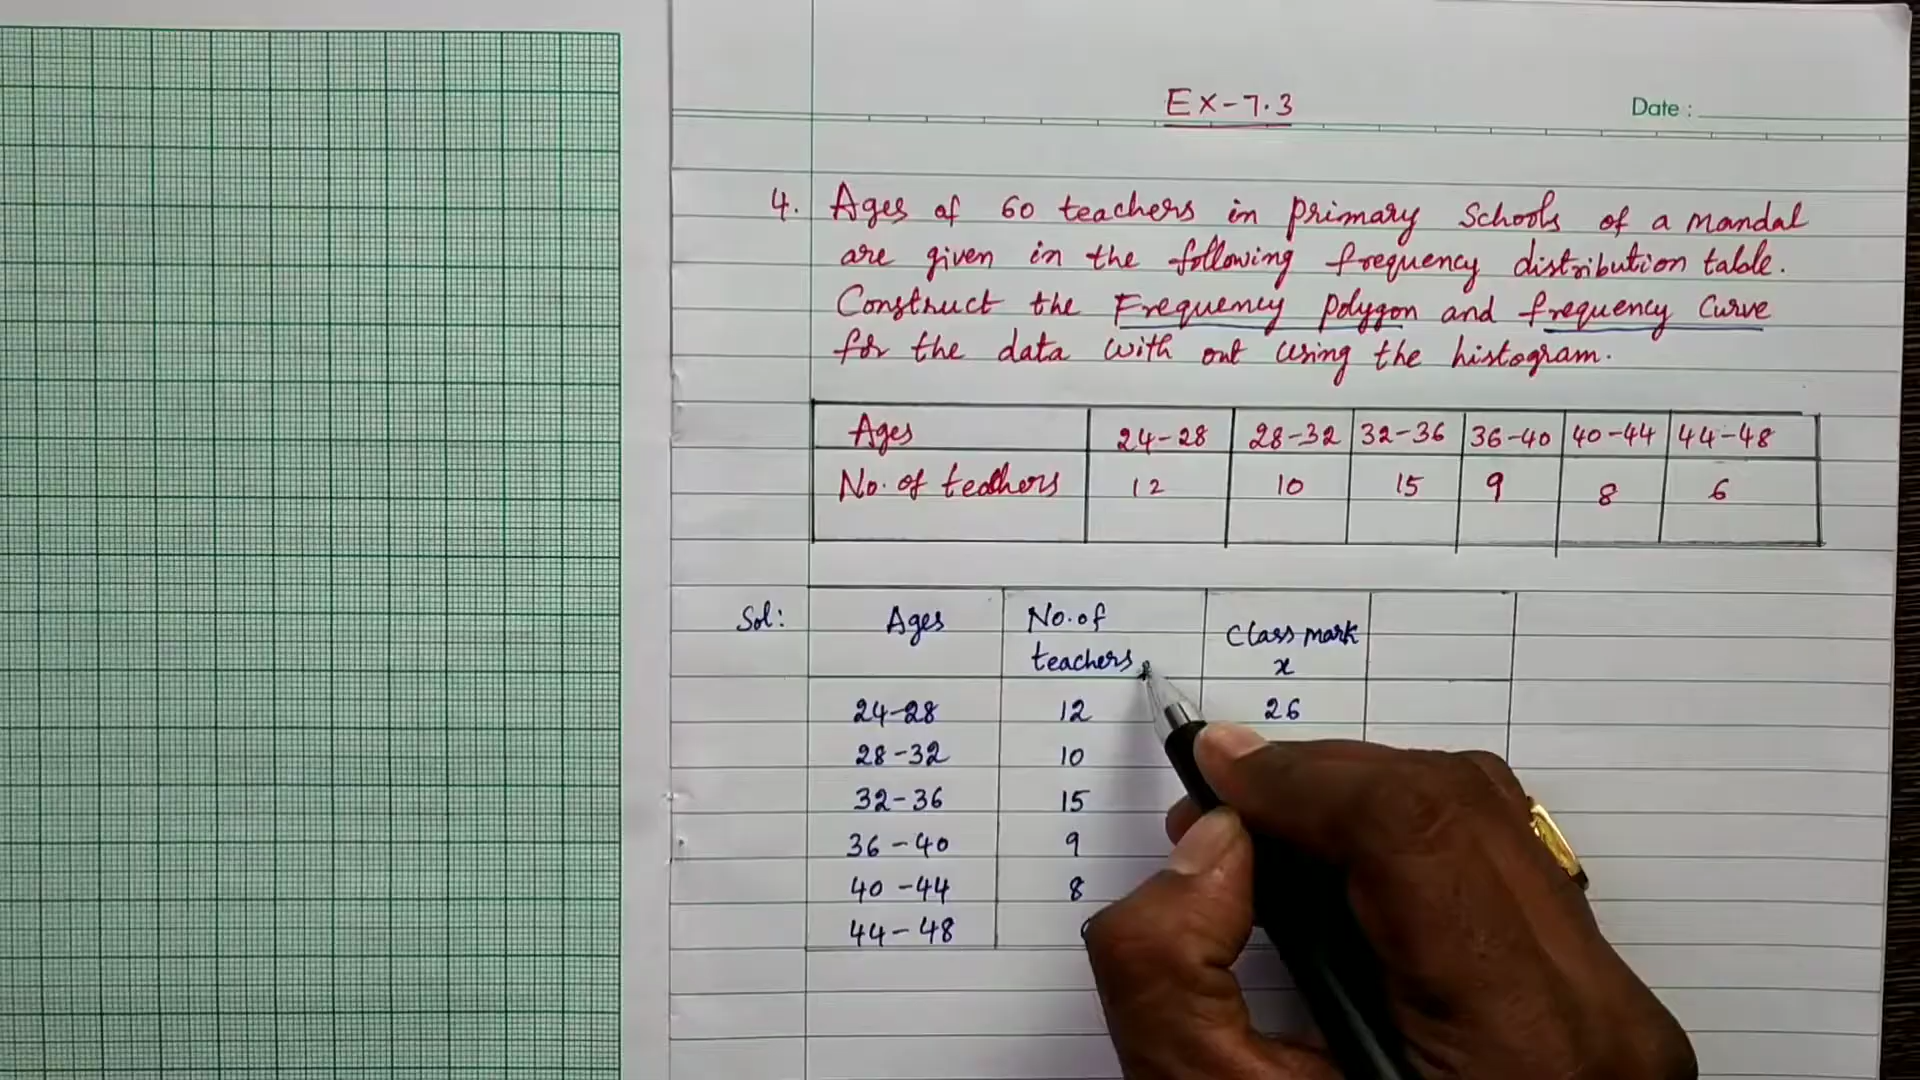 Ex-7.3
Date :
4. Ages of 60 teachers in primary Schools of a mandal
are given in the following frequency distribution table.
Construct the Frequency polygon and frequency Curve
for the data with out using the histogram.
Ages 24-28 28-32 32-36 36-40 40-44 44-48
No. of teachers 12 10 15 9 8 6
Sol: Ages No. of teachers Class mark x
24-28 12 26
28-32 10
32-36 15
36-40 9
40-44 8
44-48